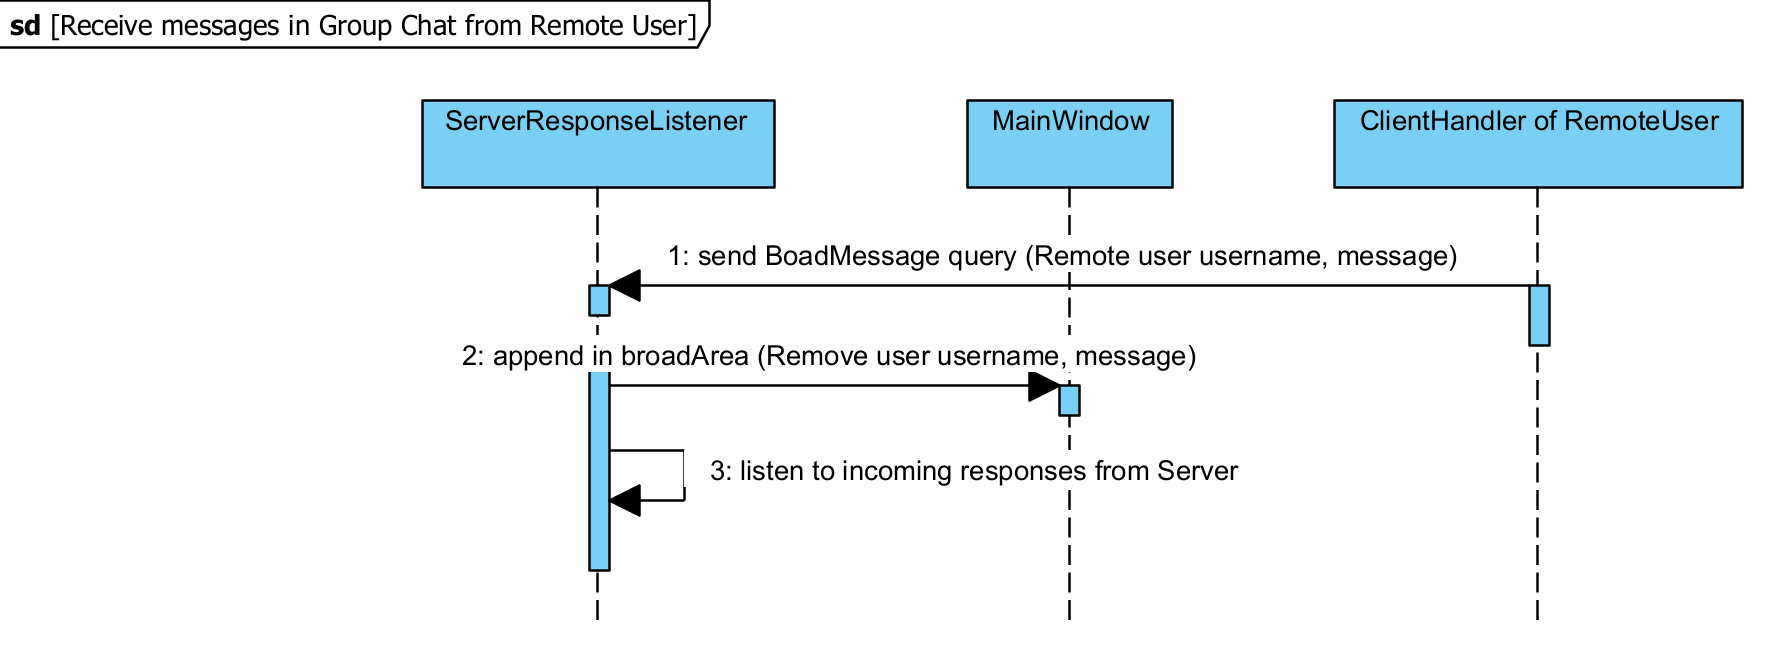 sd [Receive messages in Group Chat from Remote User]
ServerResponseListener
MainWindow
ClientHandler of RemoteUser
1: send BoadMessage query (Remote user username, message)
2: append in broadArea (Remove user username, message)
3: listen to incoming responses from Server